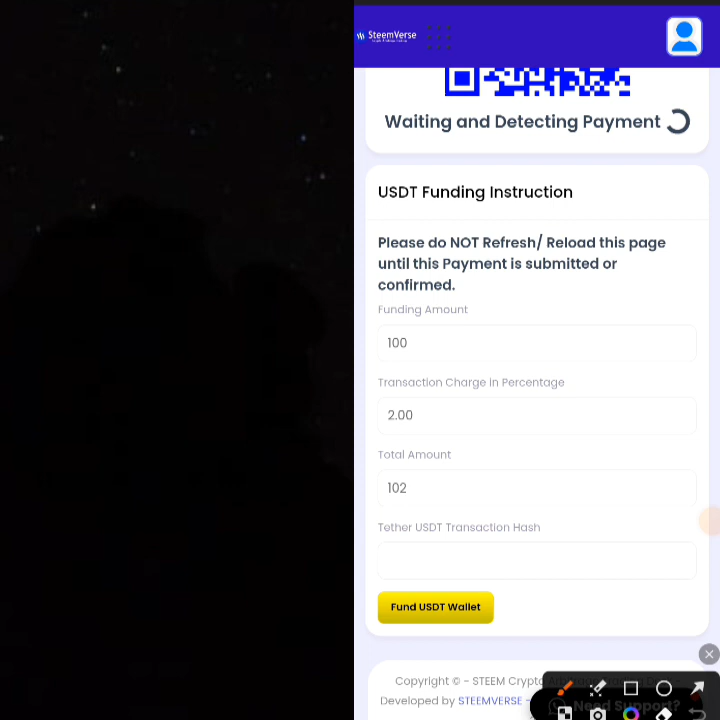 SteemVerse
Waiting and Detecting Payment
USDT Funding Instruction
Please do NOT Refresh/ Reload this page
until this Payment is submitted or
confirmed.
Funding Amount
100
Transaction Charge in Percentage
2.00
Total Amount
102
Tether USDT Transaction Hash
Fund USDT Wallet
Copyright © - STEEM Crypto
Developed by STEEMVERSE -
Need Support?